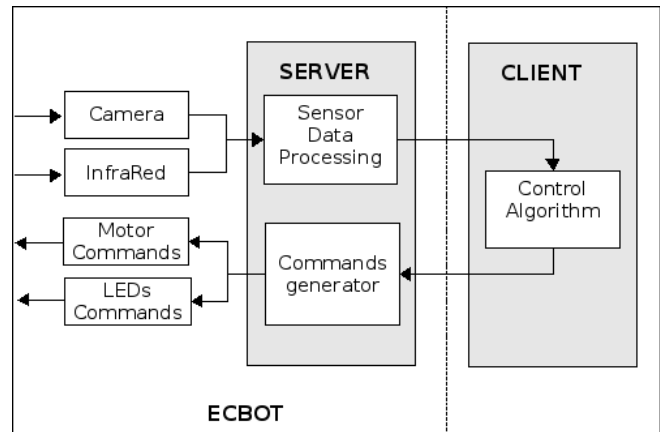 SERVER
CLIENT
Camera
InfraRed
Sensor
Data
Processing
Control
Algorithm
Motor
Commands
LEDs
Commands
Commands
generator
ECBOT